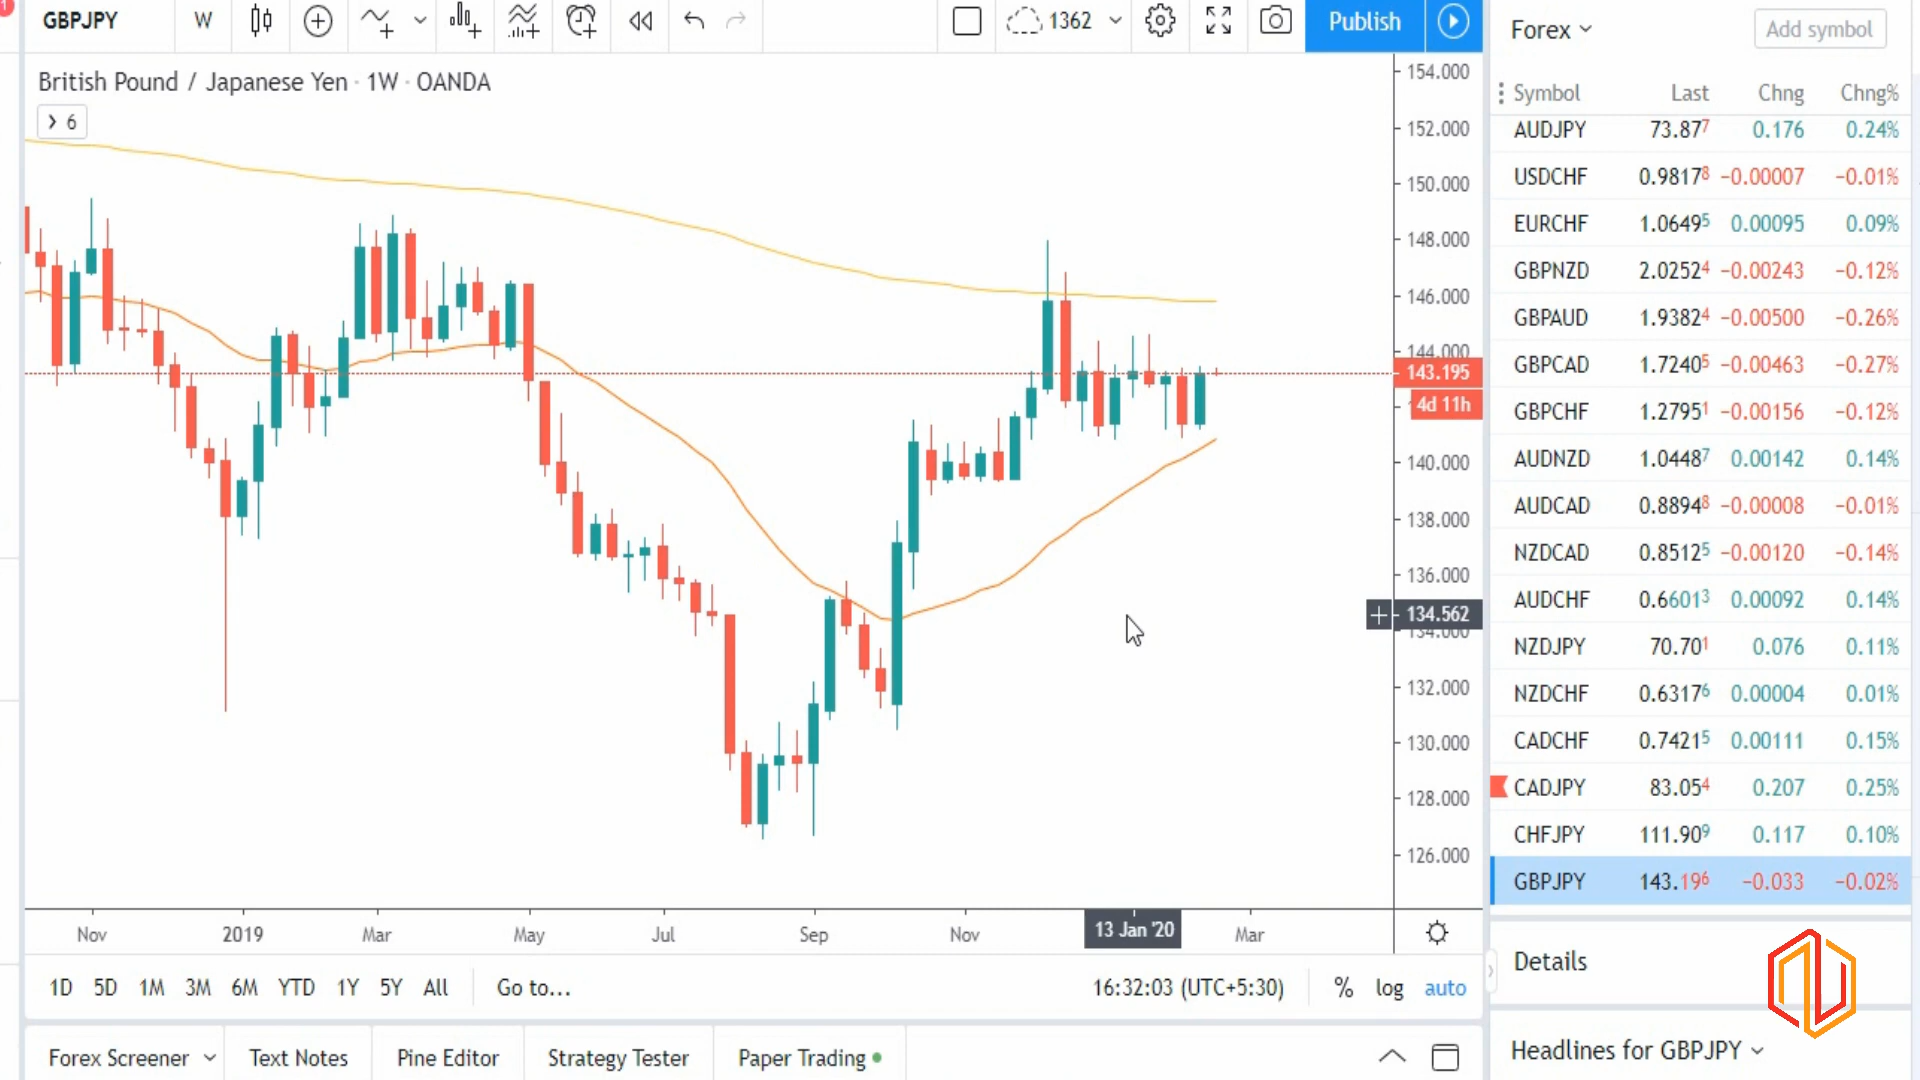 GBPJPY W 1362 Publish
British Pound / Japanese Yen · 1W · OANDA
6
154.000
152.000
150.000
148.000
146.000
144.000
143.195
4d 11h
140.000
138.000
136.000
134.562
134.000
132.000
130.000
128.000
126.000
Nov 2019 Mar May Jul Sep Nov 13 Jan '20 Mar
1D 5D 1M 3M 6M YTD 1Y 5Y All Go to... 16:32:03 (UTC+5:30) % log auto
Forex Screener Text Notes Pine Editor Strategy Tester Paper Trading
Forex Add symbol
Symbol Last Chng Chng%
AUDJPY 73.877 0.176 0.24%
USDCHF 0.98178 −0.00007 −0.01%
EURCHF 1.06495 0.00095 0.09%
GBPNZD 2.02524 −0.00243 −0.12%
GBPAUD 1.93824 −0.00500 −0.26%
GBPCAD 1.72405 −0.00463 −0.27%
GBPCHF 1.27951 −0.00156 −0.12%
AUDNZD 1.04487 0.00142 0.14%
AUDCAD 0.88948 −0.00008 −0.01%
NZDCAD 0.85125 −0.00120 −0.14%
AUDCHF 0.66013 0.00092 0.14%
NZDJPY 70.701 0.076 0.11%
NZDCHF 0.63176 0.00004 0.01%
CADCHF 0.74215 0.00111 0.15%
CADJPY 83.054 0.207 0.25%
CHFJPY 111.909 0.117 0.10%
GBPJPY 143.196 −0.033 −0.02%
Details
Headlines for GBPJPY